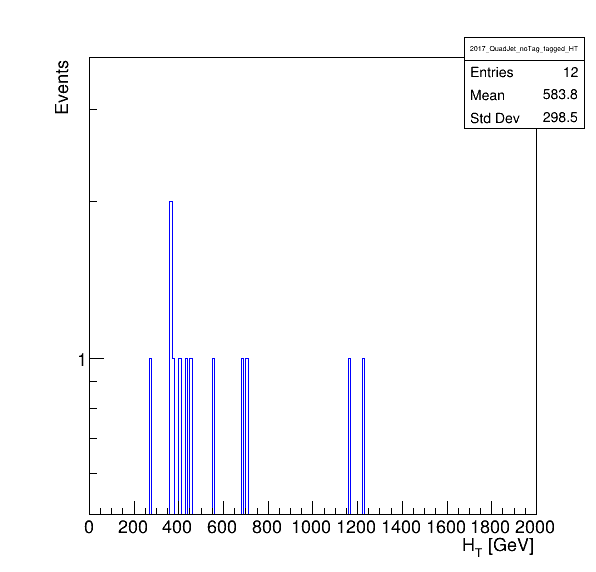 2017_QuadJet_noTag_tagged_HT
Entries 12
Mean 583.8
Std Dev 298.5
Events
1
0 200 400 600 800 1000 1200 1400 1600 1800 2000
H_T [GeV]